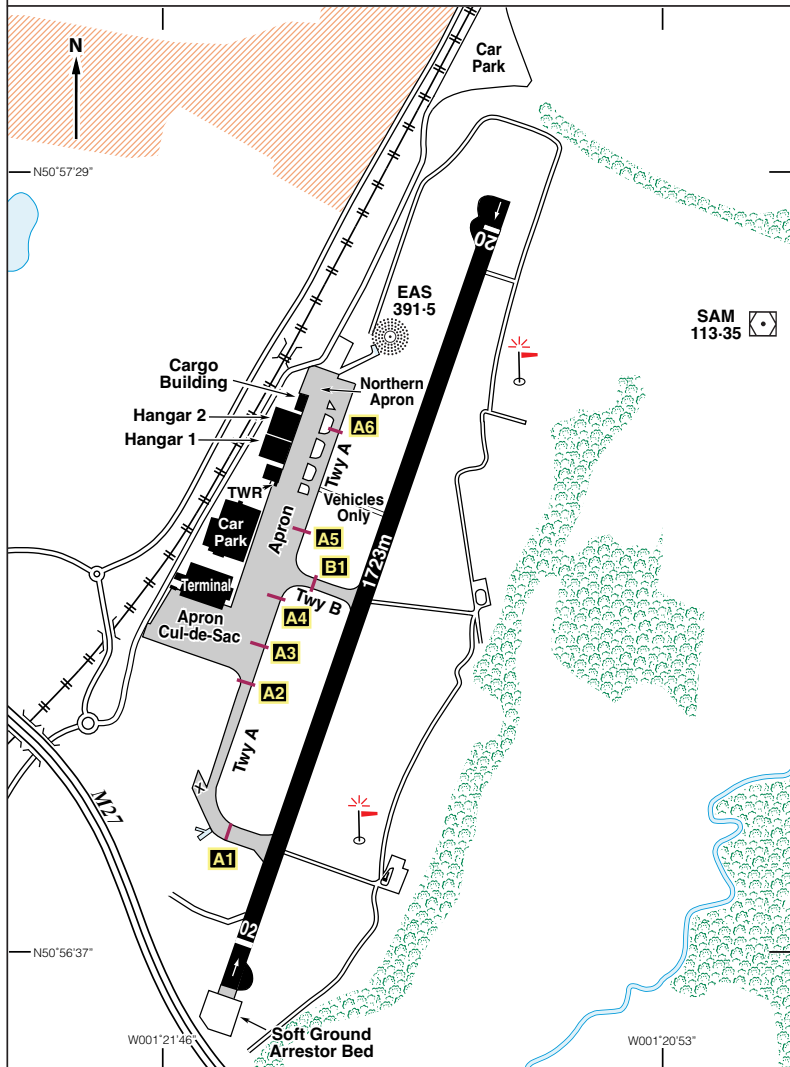 Car
Park
N
N50°57'29"
20
EAS
391·5
SAM
113·35
Cargo
Building
Northern
Apron
Hangar 2
A6
Hangar 1
Twy A
TWR
Vehicles
Only
Car
Park
Apron
A5
1723m
B1
Terminal
Twy B
Apron
Cul-de-Sac
A4
A3
A2
Twy A
M27
A1
02
N50°56'37"
Soft Ground
Arrestor Bed
W001°21'46"
W001°20'53"